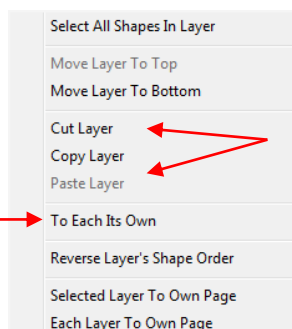 Select All Shapes In Layer
Move Layer To Top
Move Layer To Bottom
Cut Layer
Copy Layer
Paste Layer
To Each Its Own
Reverse Layer's Shape Order
Selected Layer To Own Page
Each Layer To Own Page